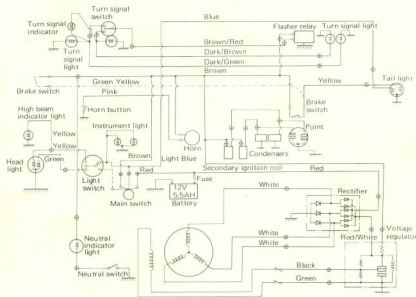 Turn signal
switch
Turn signal
indicator
Turn
signal
light
Blue
Flasher relay
Turn signal light
Brown/Red
Dark/Brown
Dark/Green
Brown
Green Yellow
Yellow
Tail light
Brake switch
Pink
Brake
switch
High beam
indicator light
Horn button
Instrument light
Point
Yellow
Yellow
Horn
Condensers
Head
light
Green
Brown
Light Blue
Light
switch
Red
Secondary ignition coil
Red
Fuse
Main switch
12V
5.5AH
Battery
White
Rectifier
White
White
Red/White
Voltage
regulator
Neutral
indicator
light
Neutral switch
Black
Green